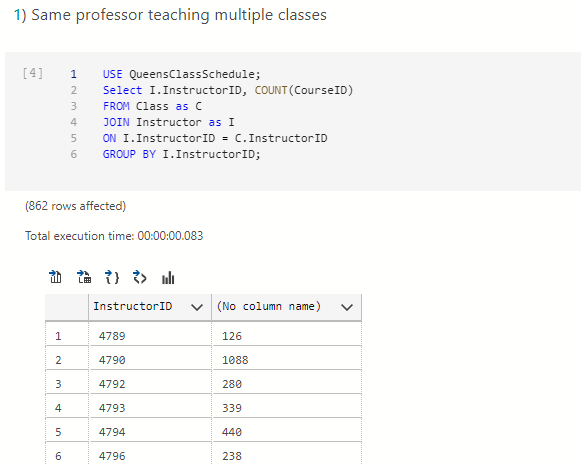 1) Same professor teaching multiple classes
[4] 1 USE QueensClassSchedule;
2 Select I.InstructorID, COUNT(CourseID)
3 FROM Class as C
4 JOIN Instructor as I
5 ON I.InstructorID = C.InstructorID
6 GROUP BY I.InstructorID;
(862 rows affected)
Total execution time: 00:00:00.083
InstructorID (No column name)
1 4789 126
2 4790 1088
3 4792 280
4 4793 339
5 4794 440
6 4796 238